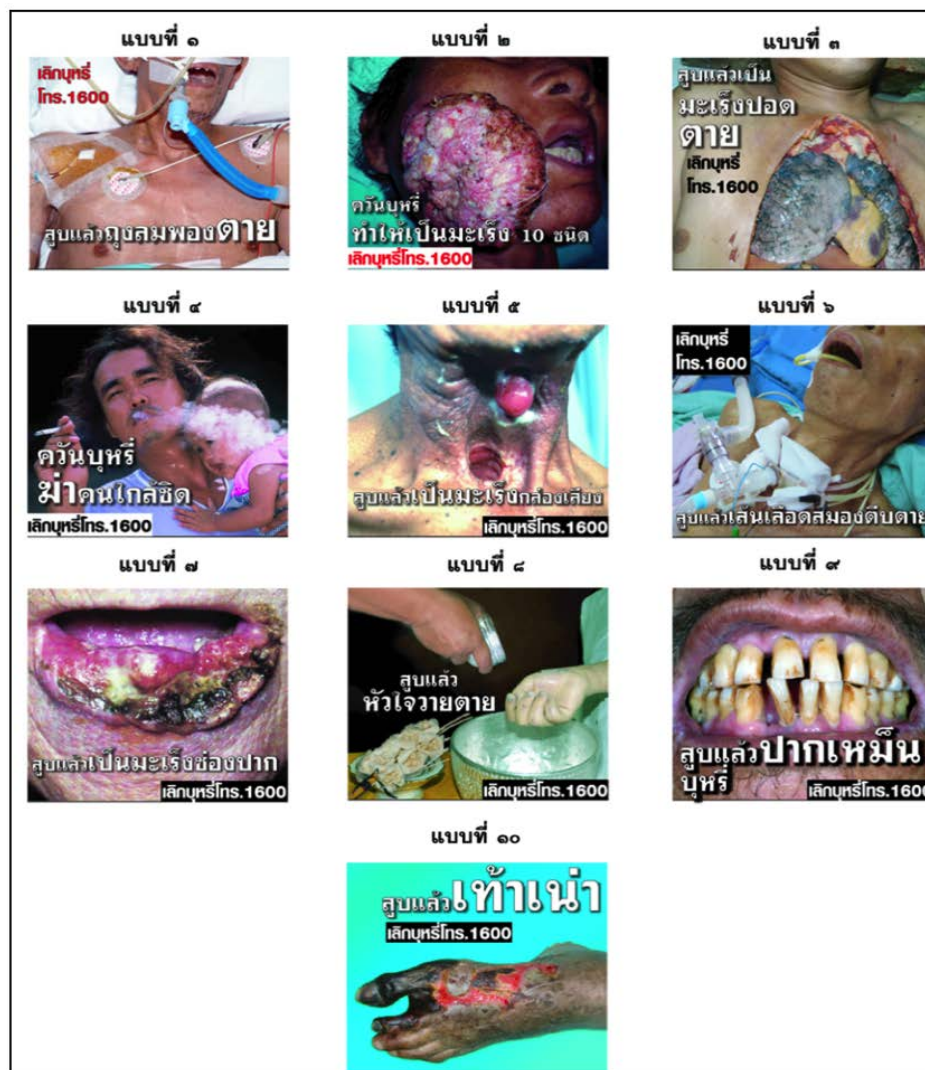 แบบที่ ๑
เลิกบุหรี่
โทร.1600
สูบแล้วถุงลมพองตาย
แบบที่ ๒
ควันบุหรี่
ทำให้เป็นมะเร็ง 10 ชนิด
เลิกบุหรี่โทร.1600
แบบที่ ๓
สูบแล้วเป็น
มะเร็งปอด
ตาย
เลิกบุหรี่
โทร.1600
แบบที่ ๔
ควันบุหรี่
ฆ่าคนใกล้ชิด
เลิกบุหรี่โทร.1600
แบบที่ ๕
สูบแล้วเป็นมะเร็งกล่องเสียง
เลิกบุหรี่โทร.1600
แบบที่ ๖
เลิกบุหรี่
โทร.1600
สูบแล้วเส้นเลือดสมองตีบตาย
แบบที่ ๗
สูบแล้วเป็นมะเร็งช่องปาก
เลิกบุหรี่โทร.1600
แบบที่ ๘
สูบแล้ว
หัวใจวายตาย
เลิกบุหรี่โทร.1600
แบบที่ ๙
สูบแล้วปากเหม็น
บุหรี่
เลิกบุหรี่โทร.1600
แบบที่ ๑๐
สูบแล้วเท้าเน่า
เลิกบุหรี่โทร.1600